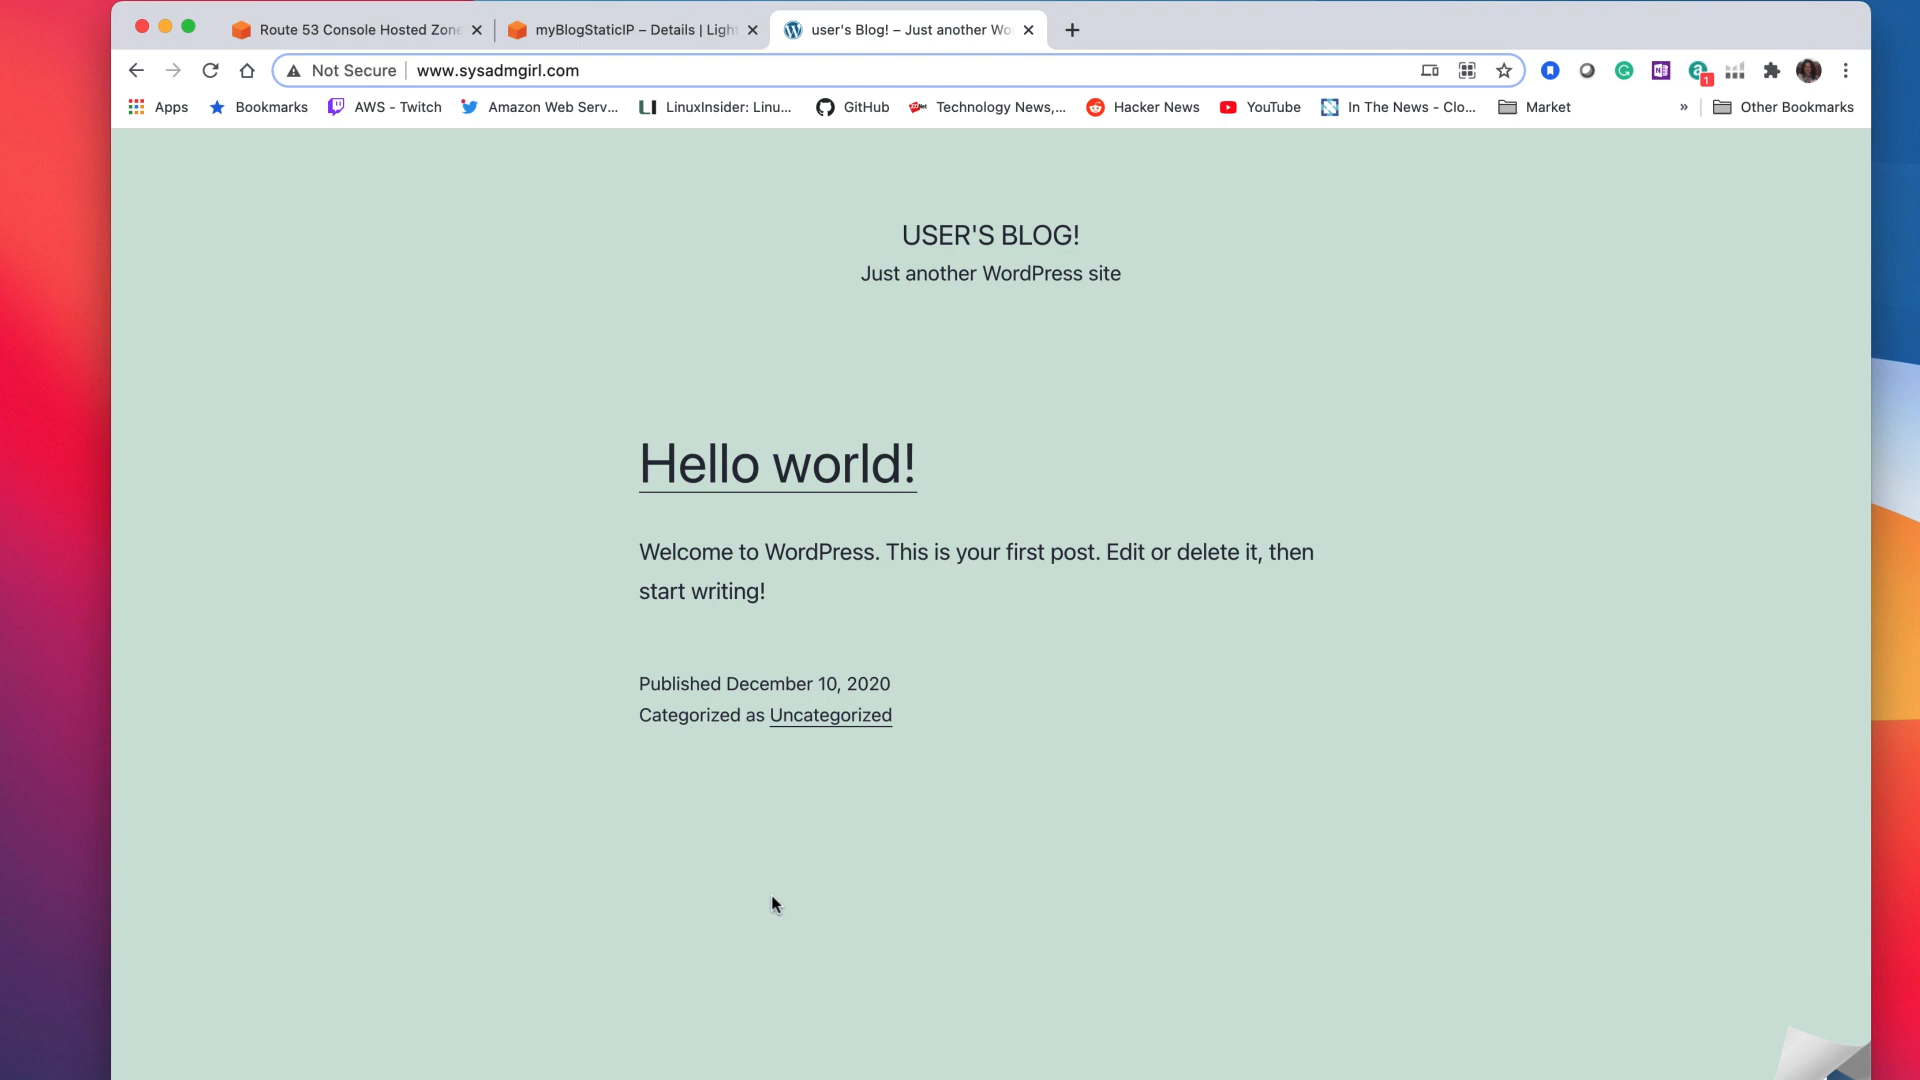 Route 53 Console Hosted Zone
myBlogStaticIP – Details | Light
user's Blog! – Just another Wo
Not Secure
www.sysadmgirl.com
1
Apps
Bookmarks
AWS - Twitch
Amazon Web Serv...
LinuxInsider: Linu...
GitHub
Technology News,...
Hacker News
YouTube
In The News - Clo...
Market
»
Other Bookmarks
USER'S BLOG!
Just another WordPress site
Hello world!
Welcome to WordPress. This is your first post. Edit or delete it, then
start writing!
Published December 10, 2020
Categorized as Uncategorized